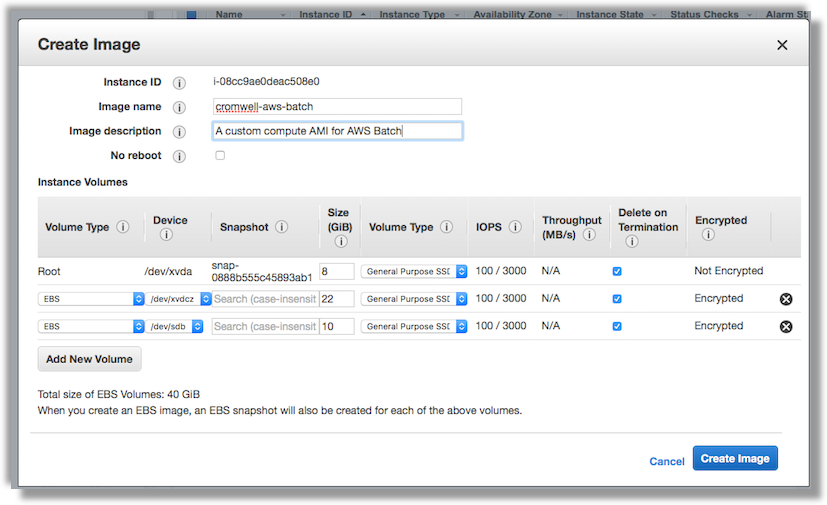 Name Instance ID Instance Type Availability Zone Instance State Status Checks Alarm St
Create Image
Instance ID i-08cc9ae0deac508e0
Image name cromwell-aws-batch
Image description A custom compute AMI for AWS Batch
No reboot
Instance Volumes
Volume Type Device Snapshot Size (GiB) Volume Type IOPS Throughput (MB/s) Delete on Termination Encrypted
Root /dev/xvda snap-0888b555c45893ab1 8 General Purpose SSD 100 / 3000 N/A Not Encrypted
EBS /dev/xvdcz Search (case-insensit 22 General Purpose SSD 100 / 3000 N/A Encrypted
EBS /dev/sdb Search (case-insensit 10 General Purpose SSD 100 / 3000 N/A Encrypted
Add New Volume
Total size of EBS Volumes: 40 GiB
When you create an EBS image, an EBS snapshot will also be created for each of the above volumes.
Cancel Create Image